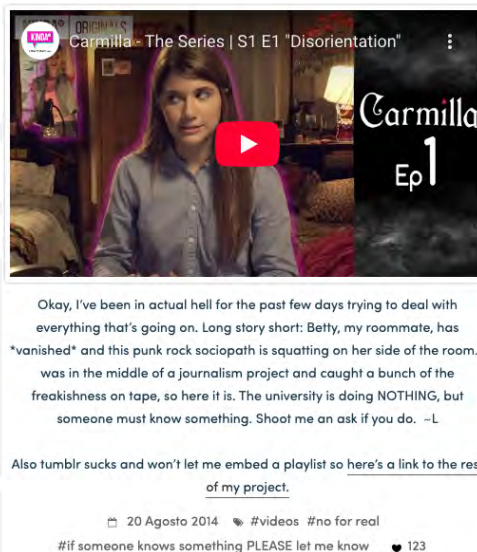 KINDA
ORIGINALS
Carmilla - The Series | S1 E1 "Disorientation"
Carmilla
Ep 1
Okay, I've been in actual hell for the past few days trying to deal with
everything that's going on. Long story short: Betty, my roommate, has
*vanished* and this punk rock sociopath is squatting on her side of the room.
was in the middle of a journalism project and caught a bunch of the
freakishness on tape, so here it is. The university is doing NOTHING, but
someone must know something. Shoot me an ask if you do. ~L
Also tumblr sucks and won't let me embed a playlist so here's a link to the res
of my project.
20 Agosto 2014 #videos #no for real
#if someone knows something PLEASE let me know 123